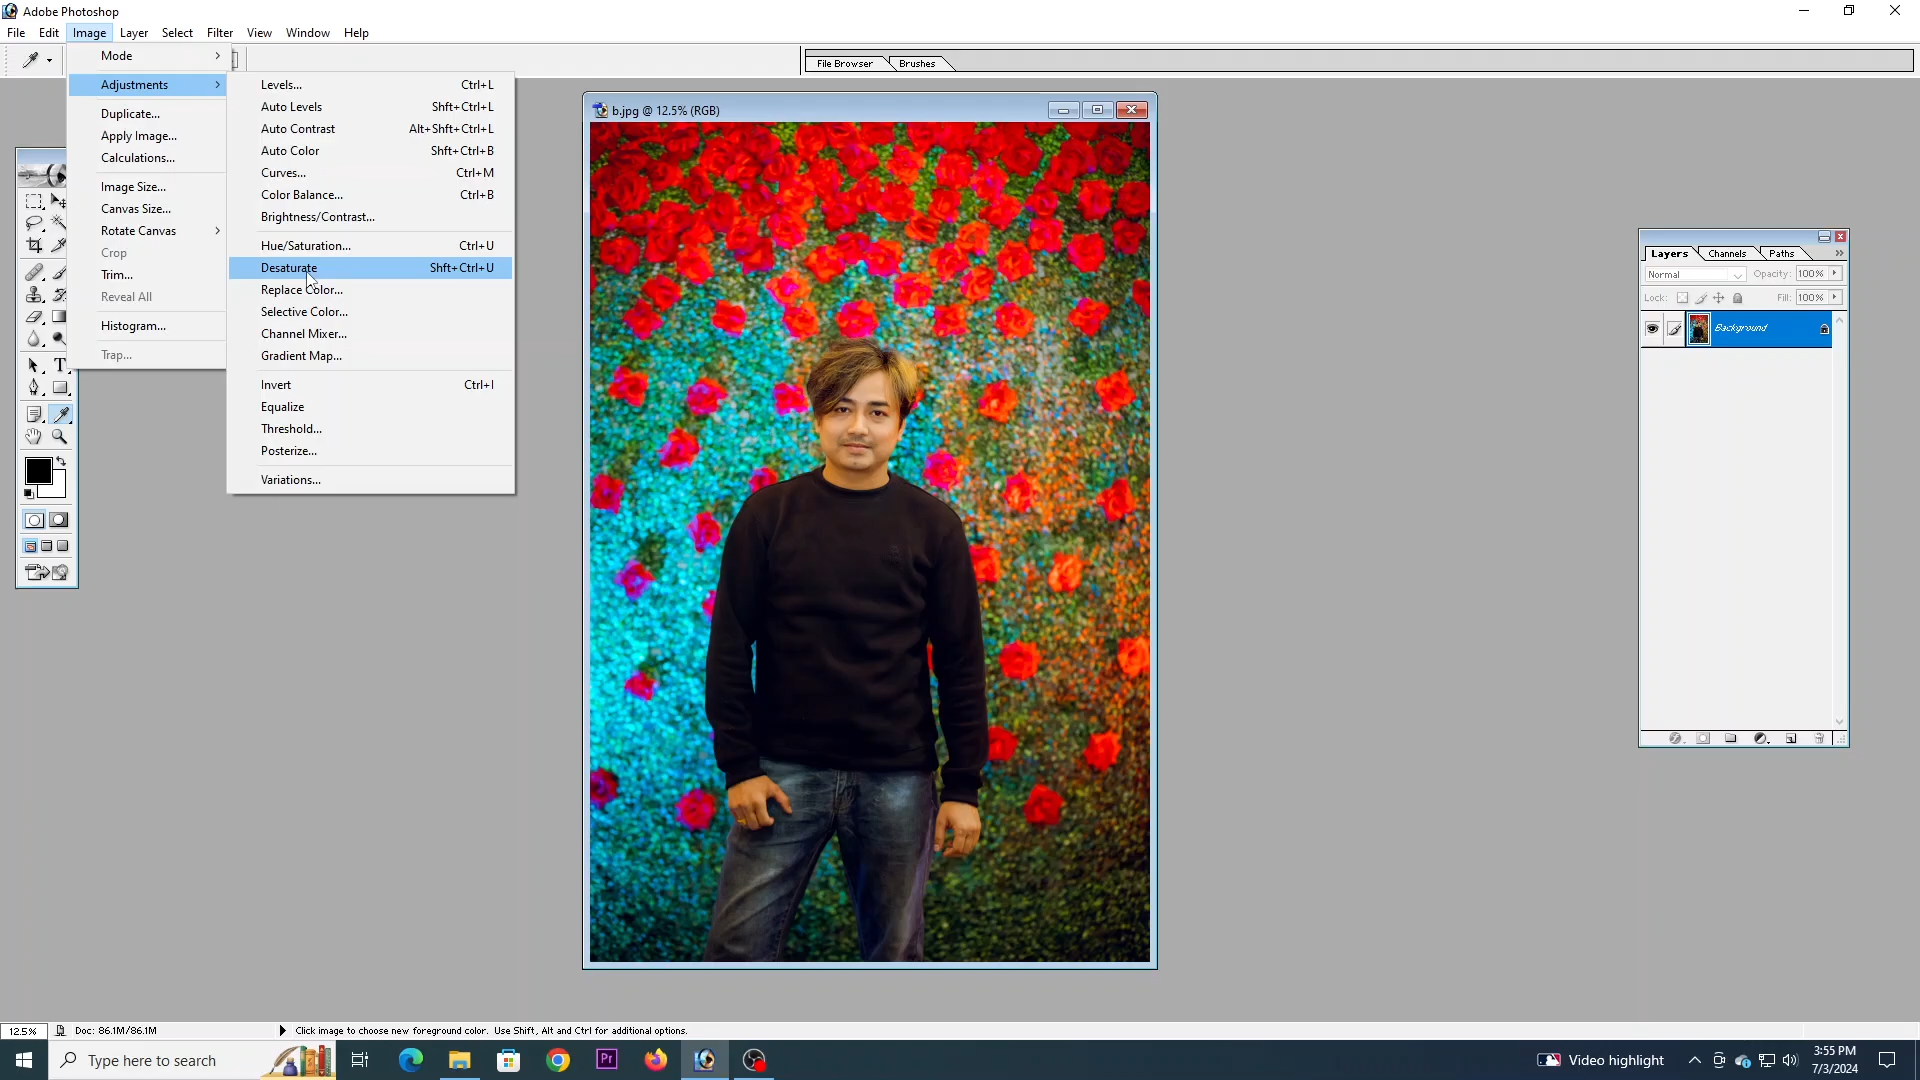 Adobe Photoshop
File Edit Image Layer Select Filter View Window Help
File Browser Brushes
Mode
Adjustments
Duplicate...
Apply Image...
Calculations...
Image Size...
Canvas Size...
Rotate Canvas
Crop
Trim...
Reveal All
Histogram...
Trap...
Levels... Ctrl+L
Auto Levels Shft+Ctrl+L
Auto Contrast Alt+Shft+Ctrl+L
Auto Color Shft+Ctrl+B
Curves... Ctrl+M
Color Balance... Ctrl+B
Brightness/Contrast...
Hue/Saturation... Ctrl+U
Desaturate Shft+Ctrl+U
Replace Color...
Selective Color...
Channel Mixer...
Gradient Map...
Invert Ctrl+I
Equalize
Threshold...
Posterize...
Variations...
b.jpg @ 12.5% (RGB)
Layers Channels Paths
Normal Opacity: 100%
Lock: Fill: 100%
Background
12.5% Doc: 86.1M/86.1M Click image to choose new foreground color. Use Shift, Alt and Ctrl for additional options.
Type here to search
Pr
Video highlight
3:55 PM
7/3/2024